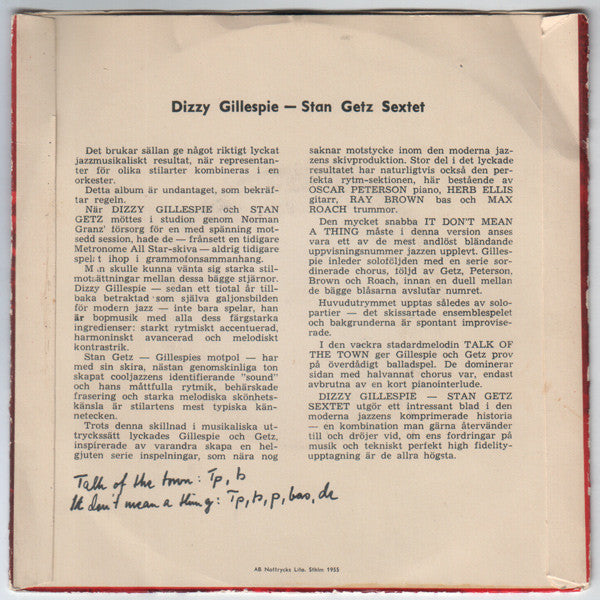 Dizzy Gillespie — Stan Getz Sextet
Det brukar sällan ge något riktigt lyckat
jazzmusikaliskt resultat, när representan-
ter för olika stilarter kombineras i en
orkester.
Detta album är undantaget, som bekräf-
tar regeln.
När DIZZY GILLESPIE och STAN
GETZ möttes i studion genom Norman
Granz' försorg för en med spänning mot-
sedd session, hade de — frånsett en tidigare
Metronome All Star-skiva — aldrig tidigare
spelat ihop i grammofonsammanhang.
Man skulle kunna vänta sig starka stil-
motsättningar mellan dessa bägge stjärnor.
Dizzy Gillespie — sedan ett tiotal år till-
baka betraktad som själva galjonsbilden
för modern jazz — inte bara spelar, han
är bopmusik med alla dess färgstarka
ingredienser: starkt rytmiskt accentuerad,
harmoninskt avancerad och melodiskt
kontrastrik.
Stan Getz — Gillespies motpol — har
med sin skira, nästan genomskinliga ton
skapat cooljazzens identifierande "sound"
och hans måttfulla rytmik, behärskade
frasering och starka melodiska skönhets-
känsla är stilartens mest typiska kän-
netecken.
Trots denna skillnad i musikaliska ut-
tryckssätt lyckades Gillespie och Getz,
inspirerade av varandra skapa en hel-
gjuten serie inspelningar, som når nog
saknar motstycke inom den moderna jaz-
zens skivproduktion. Stor del i det lyckade
resultatet har naturligtvis också den per-
fekta rytm-sektionen, här bestående av
OSCAR PETERSON piano, HERB ELLIS
gitarr, RAY BROWN bas och MAX
ROACH trummor.
Den mycket snabba IT DON'T MEAN
A THING måste i denna version anses
vara ett av de mest andlöst bländande
uppvisningsnummer jazzen upplevt. Gilles-
pie inleder soloföljden med en serie sor-
dinerade chorus, följd av Getz, Peterson,
Brown och Roach, innan en duell mellan
de bägge blåsarna avslutar numret.
Huvudutrymmet upptas således av solo-
partier — det skissartade ensemblespelet
och bakgrunderna är spontant improvise-
rade.
I den vackra stadardmelodin TALK OF
THE TOWN ger Gillespie och Getz prov
på överdådigt balladspel. De dominerar
sidan med halvannat chorus var, endast
avbrutna av en kort pianointerlude.
DIZZY GILLESPIE — STAN GETZ
SEXTET utgör ett intressant blad i den
moderna jazzens komprimerade historia
— en kombination man gärna återvänder
till och dröjer vid, om ens fordringar på
musik och tekniskt perfekt high fidelity-
upptagning är de allra högsta.
Talk of the town: Tp, ts
It don't mean a thing: Tp, ts, p, bas, dr
AB Nottrycks Lito. Sthlm 1955